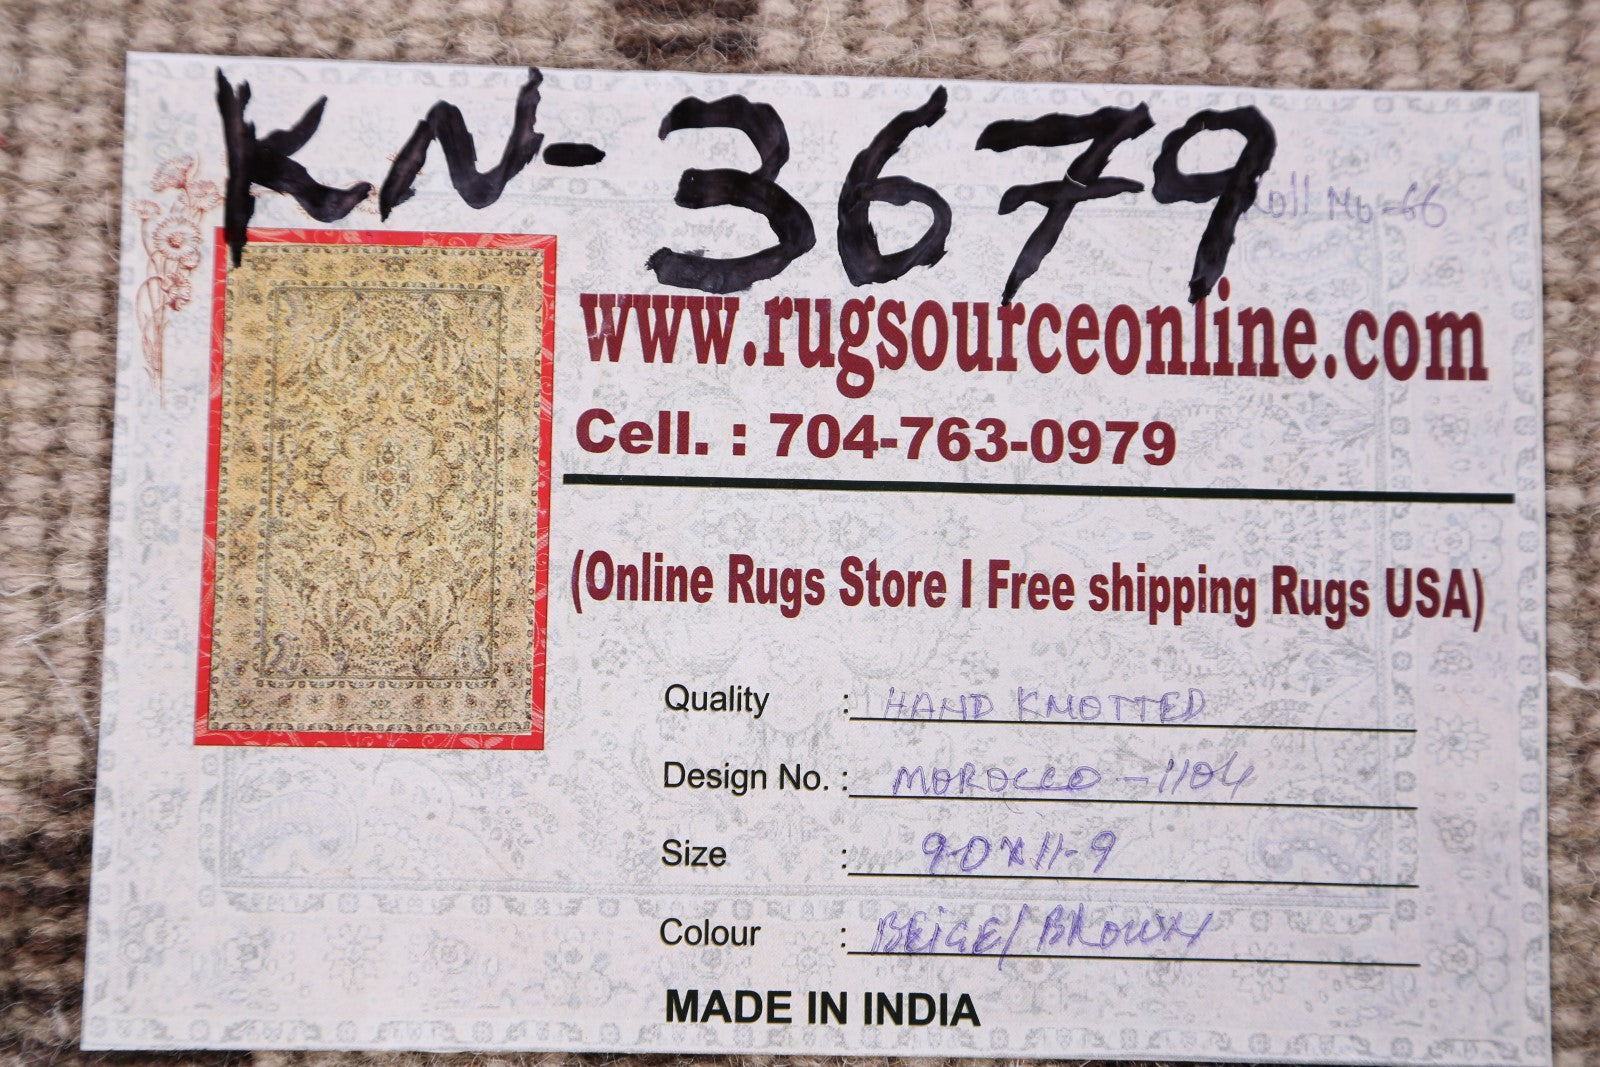 KN-3679
Roll No-66
www.rugsourceonline.com
Cell. : 704-763-0979
(Online Rugs Store I Free shipping Rugs USA)
Quality : HAND KNOTTED
Design No. : MOROCCO-1104
Size : 9-0x11-9
Colour : BEIGE/BROWN
MADE IN INDIA